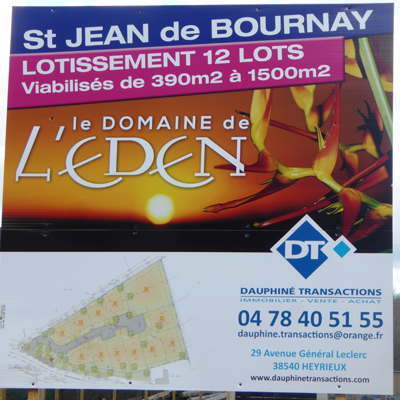 St JEAN de BOURNAY
LOTISSEMENT 12 LOTS
Viabilisés de 390m2 à 1500m2
le DOMAINE de
L'EDEN
DT
DAUPHINÉ TRANSACTIONS
IMMOBILIER - VENTE - ACHAT
04 78 40 51 55
dauphine.transactions@orange.fr
29 Avenue Général Leclerc
38540 HEYRIEUX
www.dauphinetransactions.com